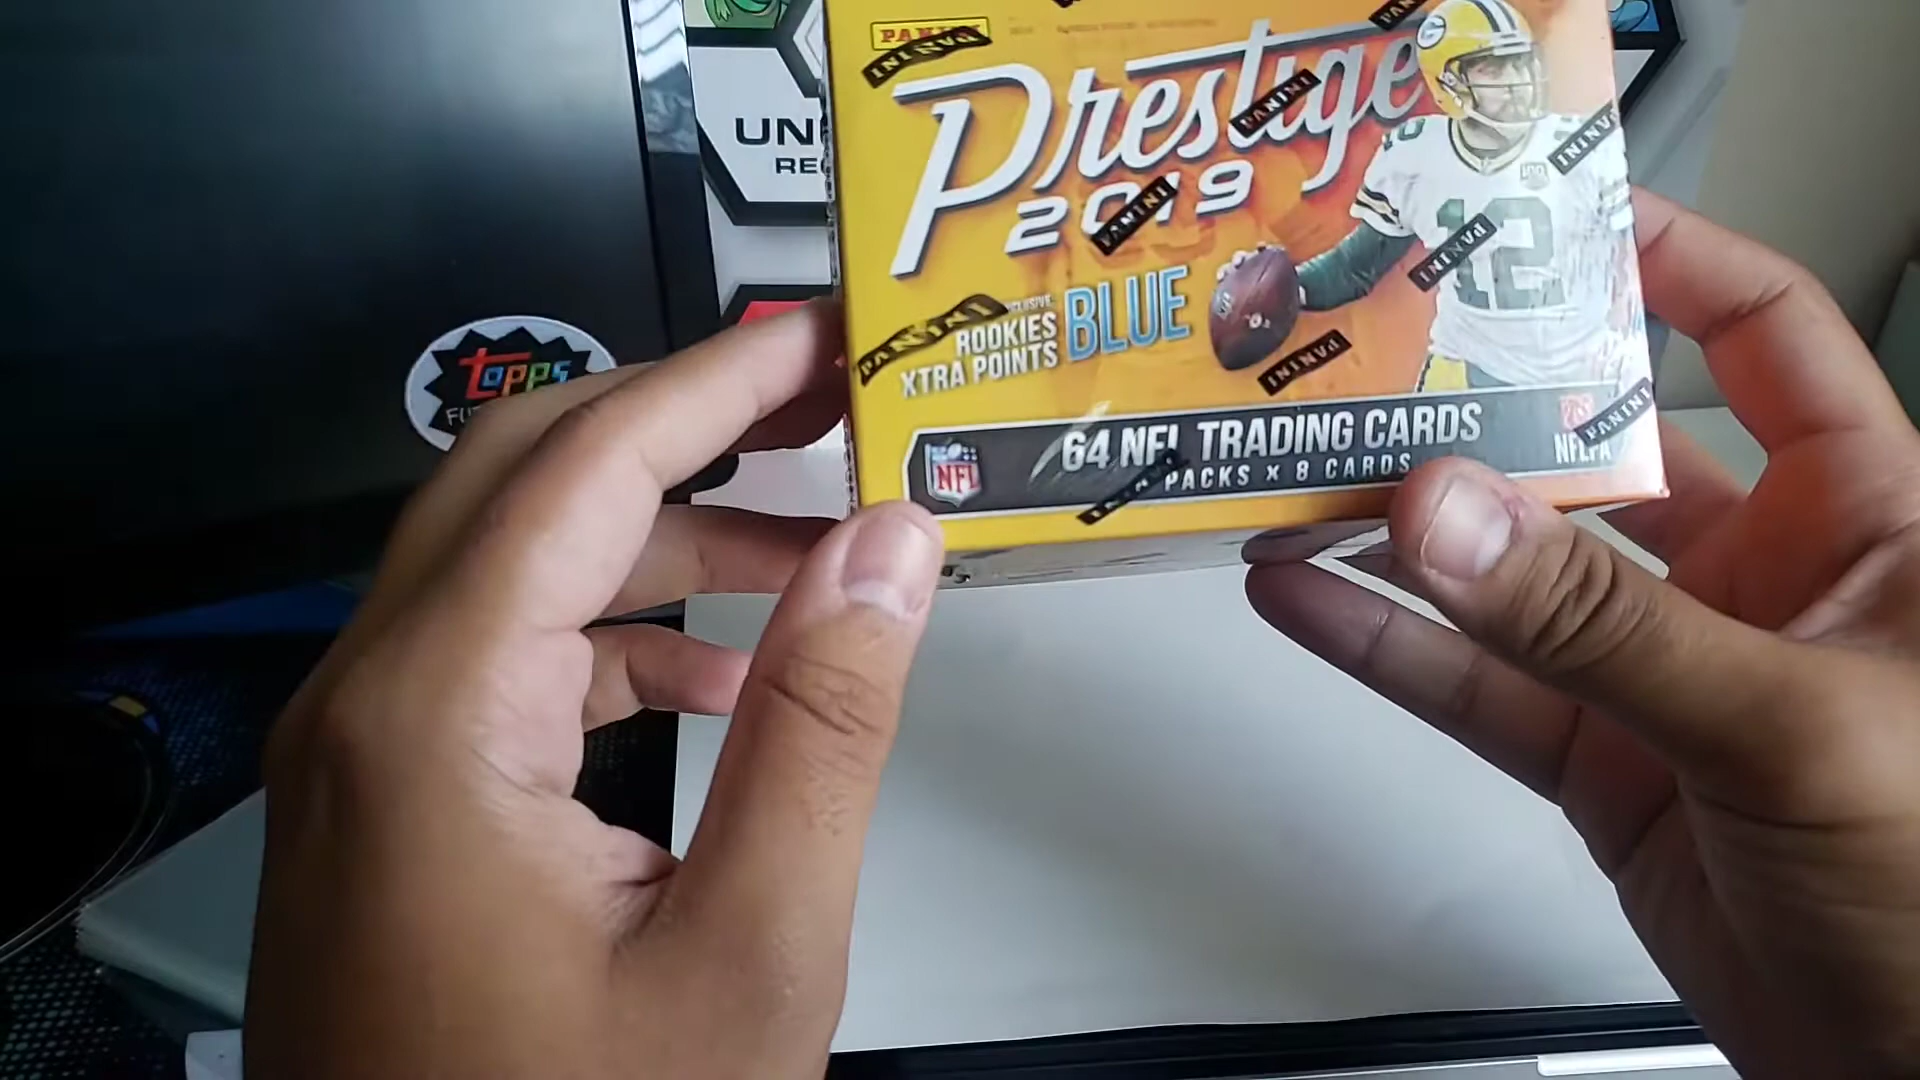 PANINI
Prestige
2019
ROOKIES
XTRA POINTS
BLUE
64 NFL TRADING CARDS
PACKS x 8 CARDS
NFL
NFLPA
12
G
PANINI
PANINI
PANINI
PANINI
PANINI
PANINI
PANINI
PANINI
PANINI
UN
RE
topps